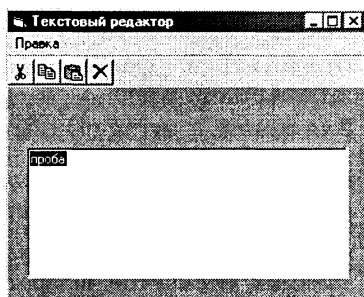 Текстовый редактор
Правка
проба